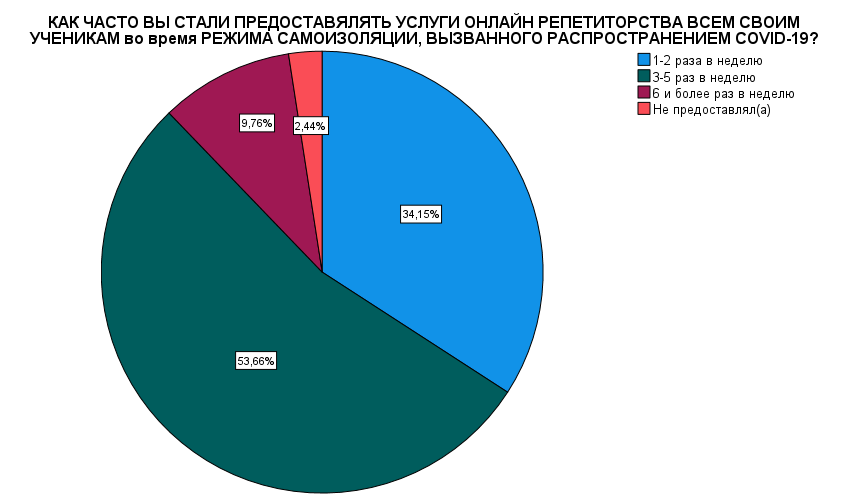 КАК ЧАСТО ВЫ СТАЛИ ПРЕДОСТАВЯЛЯТЬ УСЛУГИ ОНЛАЙН РЕПЕТИТОРСТВА ВСЕМ СВОИМ
УЧЕНИКАМ во время РЕЖИМА САМОИЗОЛЯЦИИ, ВЫЗВАННОГО РАСПРОСТРАНЕНИЕМ COVID-19?
1-2 раза в неделю
3-5 раз в неделю
6 и более раз в неделю
Не предоставлял(а)
9,76%
2,44%
34,15%
53,66%